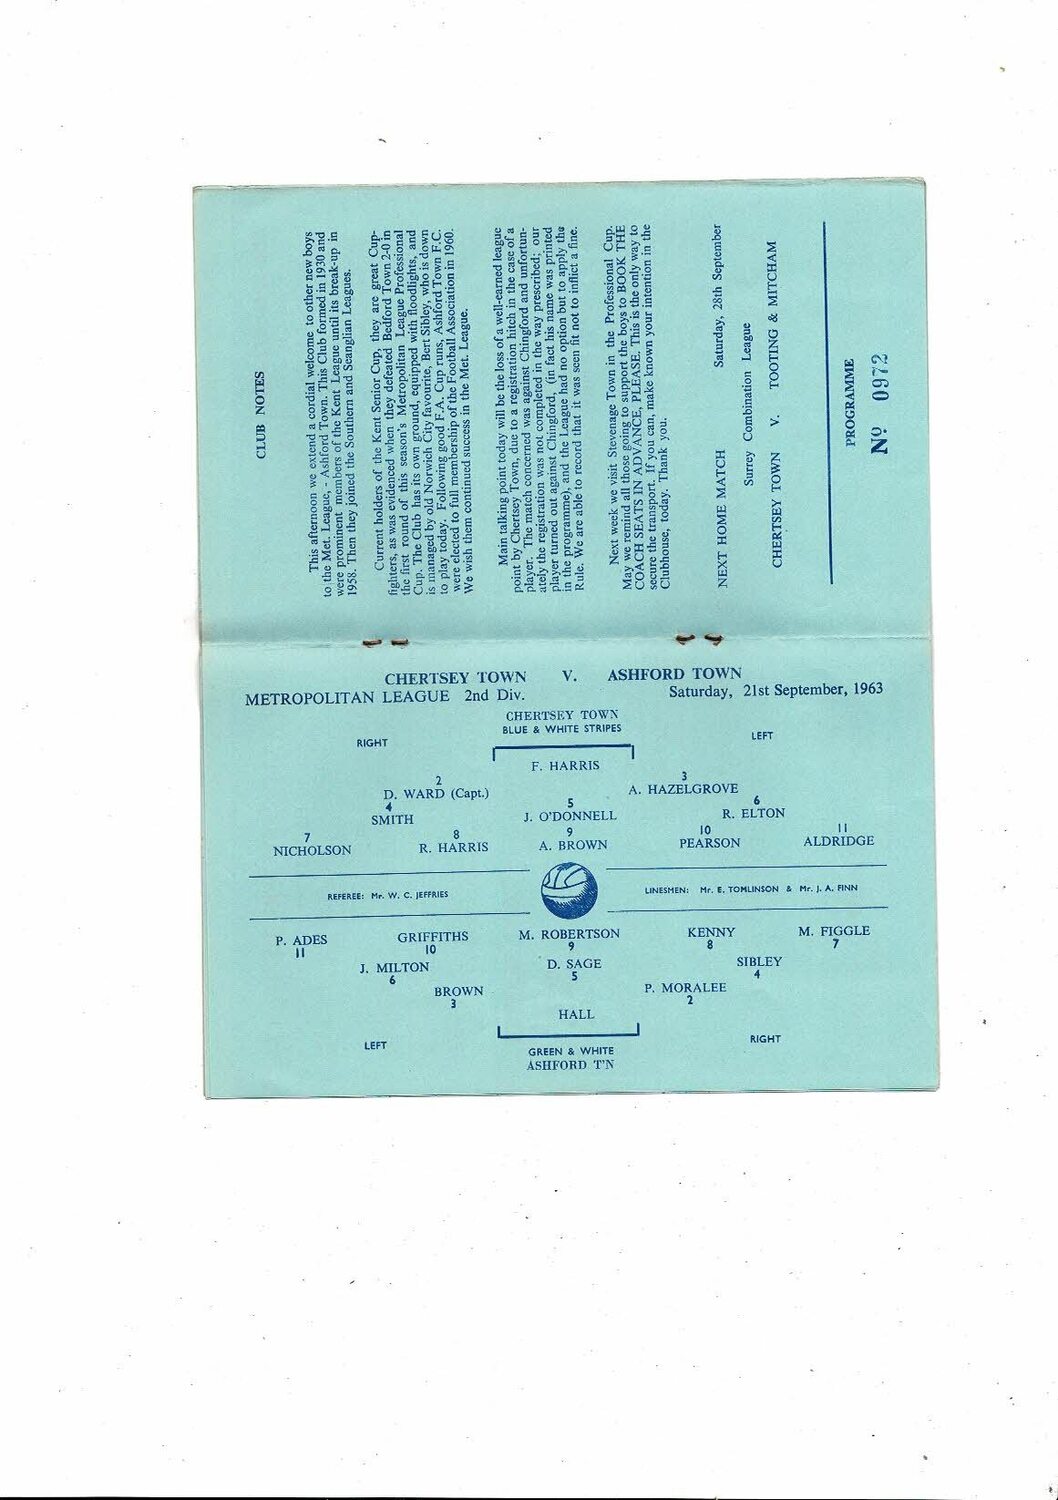 CLUB NOTES
This afternoon we extend a cordial welcome to other new boys
to the Met. League, - Ashford Town. This Club formed in 1930 and
were prominent members of the Kent League until its break-up in
1958. Then they joined the Southern and Seanglian Leagues.
Current holders of the Kent Senior Cup, they are great Cup-
fighters, as was evidenced when they defeated Bedford Town 2-0 in
the first round of this season's Metropolitan League Professional
Cup. The Club has its own ground, equipped with floodlights, and
is managed by old Norwich City favourite, Bert Sibley, who is down
to play today. Following good F.A. Cup runs, Ashford Town F.C.
were elected to full membership of the Football Association in 1960.
We wish them continued success in the Met. League.
Main talking point today will be the loss of a well-earned league
point by Chertsey Town, due to a registration hitch in the case of a
player. The match concerned was against Chingford and unfortun-
ately the registration was not completed in the way prescribed; our
player turned out against Chingford, (in fact his name was printed
in the programme), and the League had no option but to apply the
Rule. We are able to record that it was seen fit not to inflict a fine.
Next week we visit Stevenage Town in the Professional Cup.
May we remind all those going to support the boys to BOOK THE
COACH SEATS IN ADVANCE, PLEASE. This is the only way to
secure the transport. If you can, make known your intention in the
Clubhouse, today. Thank you.
NEXT HOME MATCH Saturday, 28th September
Surrey Combination League
CHERTSEY TOWN V. TOOTING & MITCHAM
PROGRAMME
Nº 0972
CHERTSEY TOWN V. ASHFORD TOWN
METROPOLITAN LEAGUE 2nd Div. Saturday, 21st September, 1963
CHERTSEY TOWN
BLUE & WHITE STRIPES
RIGHT LEFT
F. HARRIS
2 3
D. WARD (Capt.) A. HAZELGROVE
4 5 6
SMITH J. O'DONNELL R. ELTON
7 8 9 10 11
NICHOLSON R. HARRIS A. BROWN PEARSON ALDRIDGE
REFEREE: Mr. W. C. JEFFRIES LINESMEN: Mr. E. TOMLINSON & Mr. J. A. FINN
P. ADES GRIFFITHS M. ROBERTSON KENNY M. FIGGLE
11 10 9 8 7
J. MILTON D. SAGE SIBLEY
6 5 4
BROWN P. MORALEE
3 2
HALL
LEFT RIGHT
GREEN & WHITE
ASHFORD T'N